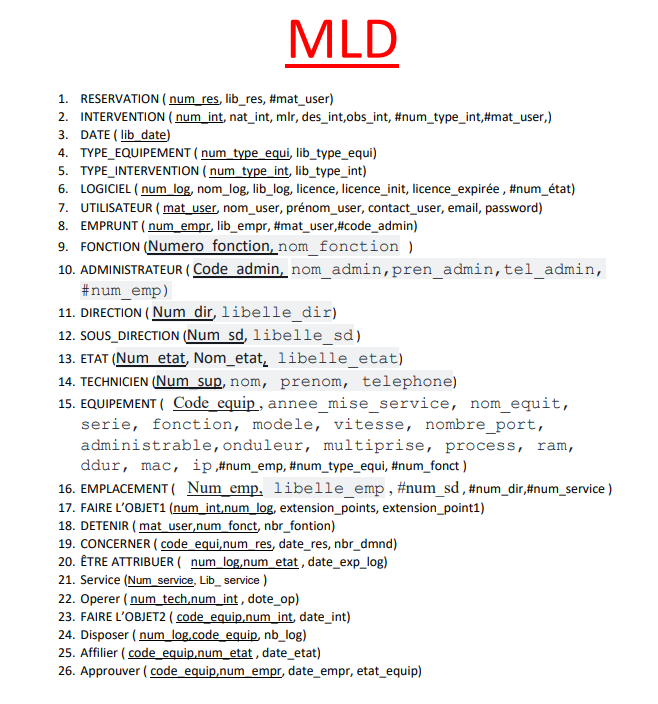 MLD
1. RESERVATION ( num_res, lib_res, #mat_user)
2. INTERVENTION ( num_int, nat_int, mlr, des_int,obs_int, #num_type_int,#mat_user,)
3. DATE ( lib_date)
4. TYPE_EQUIPEMENT ( num_type_equi, lib_type_equi)
5. TYPE_INTERVENTION ( num_type_int, lib_type_int)
6. LOGICIEL ( num_log, nom_log, lib_log, licence, licence_init, licence_expirée , #num_état)
7. UTILISATEUR ( mat_user, nom_user, prénom_user, contact_user, email, password)
8. EMPRUNT ( num_empr, lib_empr, #mat_user,#code_admin)
9. FONCTION (Numero_fonction, nom_fonction )
10. ADMINISTRATEUR ( Code_admin, nom_admin,pren_admin,tel_admin,
#num_emp)
11. DIRECTION ( Num_dir, libelle_dir)
12. SOUS_DIRECTION (Num_sd, libelle_sd)
13. ETAT (Num_etat, Nom_etat, libelle_etat)
14. TECHNICIEN (Num_sup, nom, prenom, telephone)
15. EQUIPEMENT ( Code_equip , annee_mise_service, nom_equit,
serie, fonction, modele, vitesse, nombre_port,
administrable,onduleur, multiprise, process, ram,
ddur, mac, ip ,#num_emp, #num_type_equi, #num_fonct )
16. EMPLACEMENT ( Num_emp, libelle_emp , #num_sd , #num_dir,#num_service )
17. FAIRE L’OBJET1 (num_int,num_log, extension_points, extension_point1)
18. DETENIR ( mat_user,num_fonct, nbr_fontion)
19. CONCERNER ( code_equi,num_res, date_res, nbr_dmnd)
20. ÊTRE ATTRIBUER ( num_log,num_etat , date_exp_log)
21. Service (Num_service, Lib_ service )
22. Operer ( num_tech,num_int , dote_op)
23. FAIRE L’OBJET2 ( code_equip,num_int, date_int)
24. Disposer ( num_log,code_equip, nb_log)
25. Affilier ( code_equip,num_etat , date_etat)
26. Approuver ( code_equip,num_empr, date_empr, etat_equip)